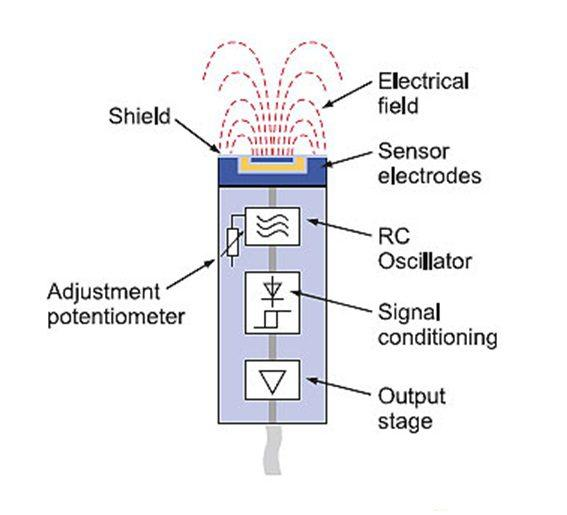 Electrical
field
Shield
Sensor
electrodes
RC
Oscillator
Adjustment
potentiometer
Signal
conditioning
Output
stage